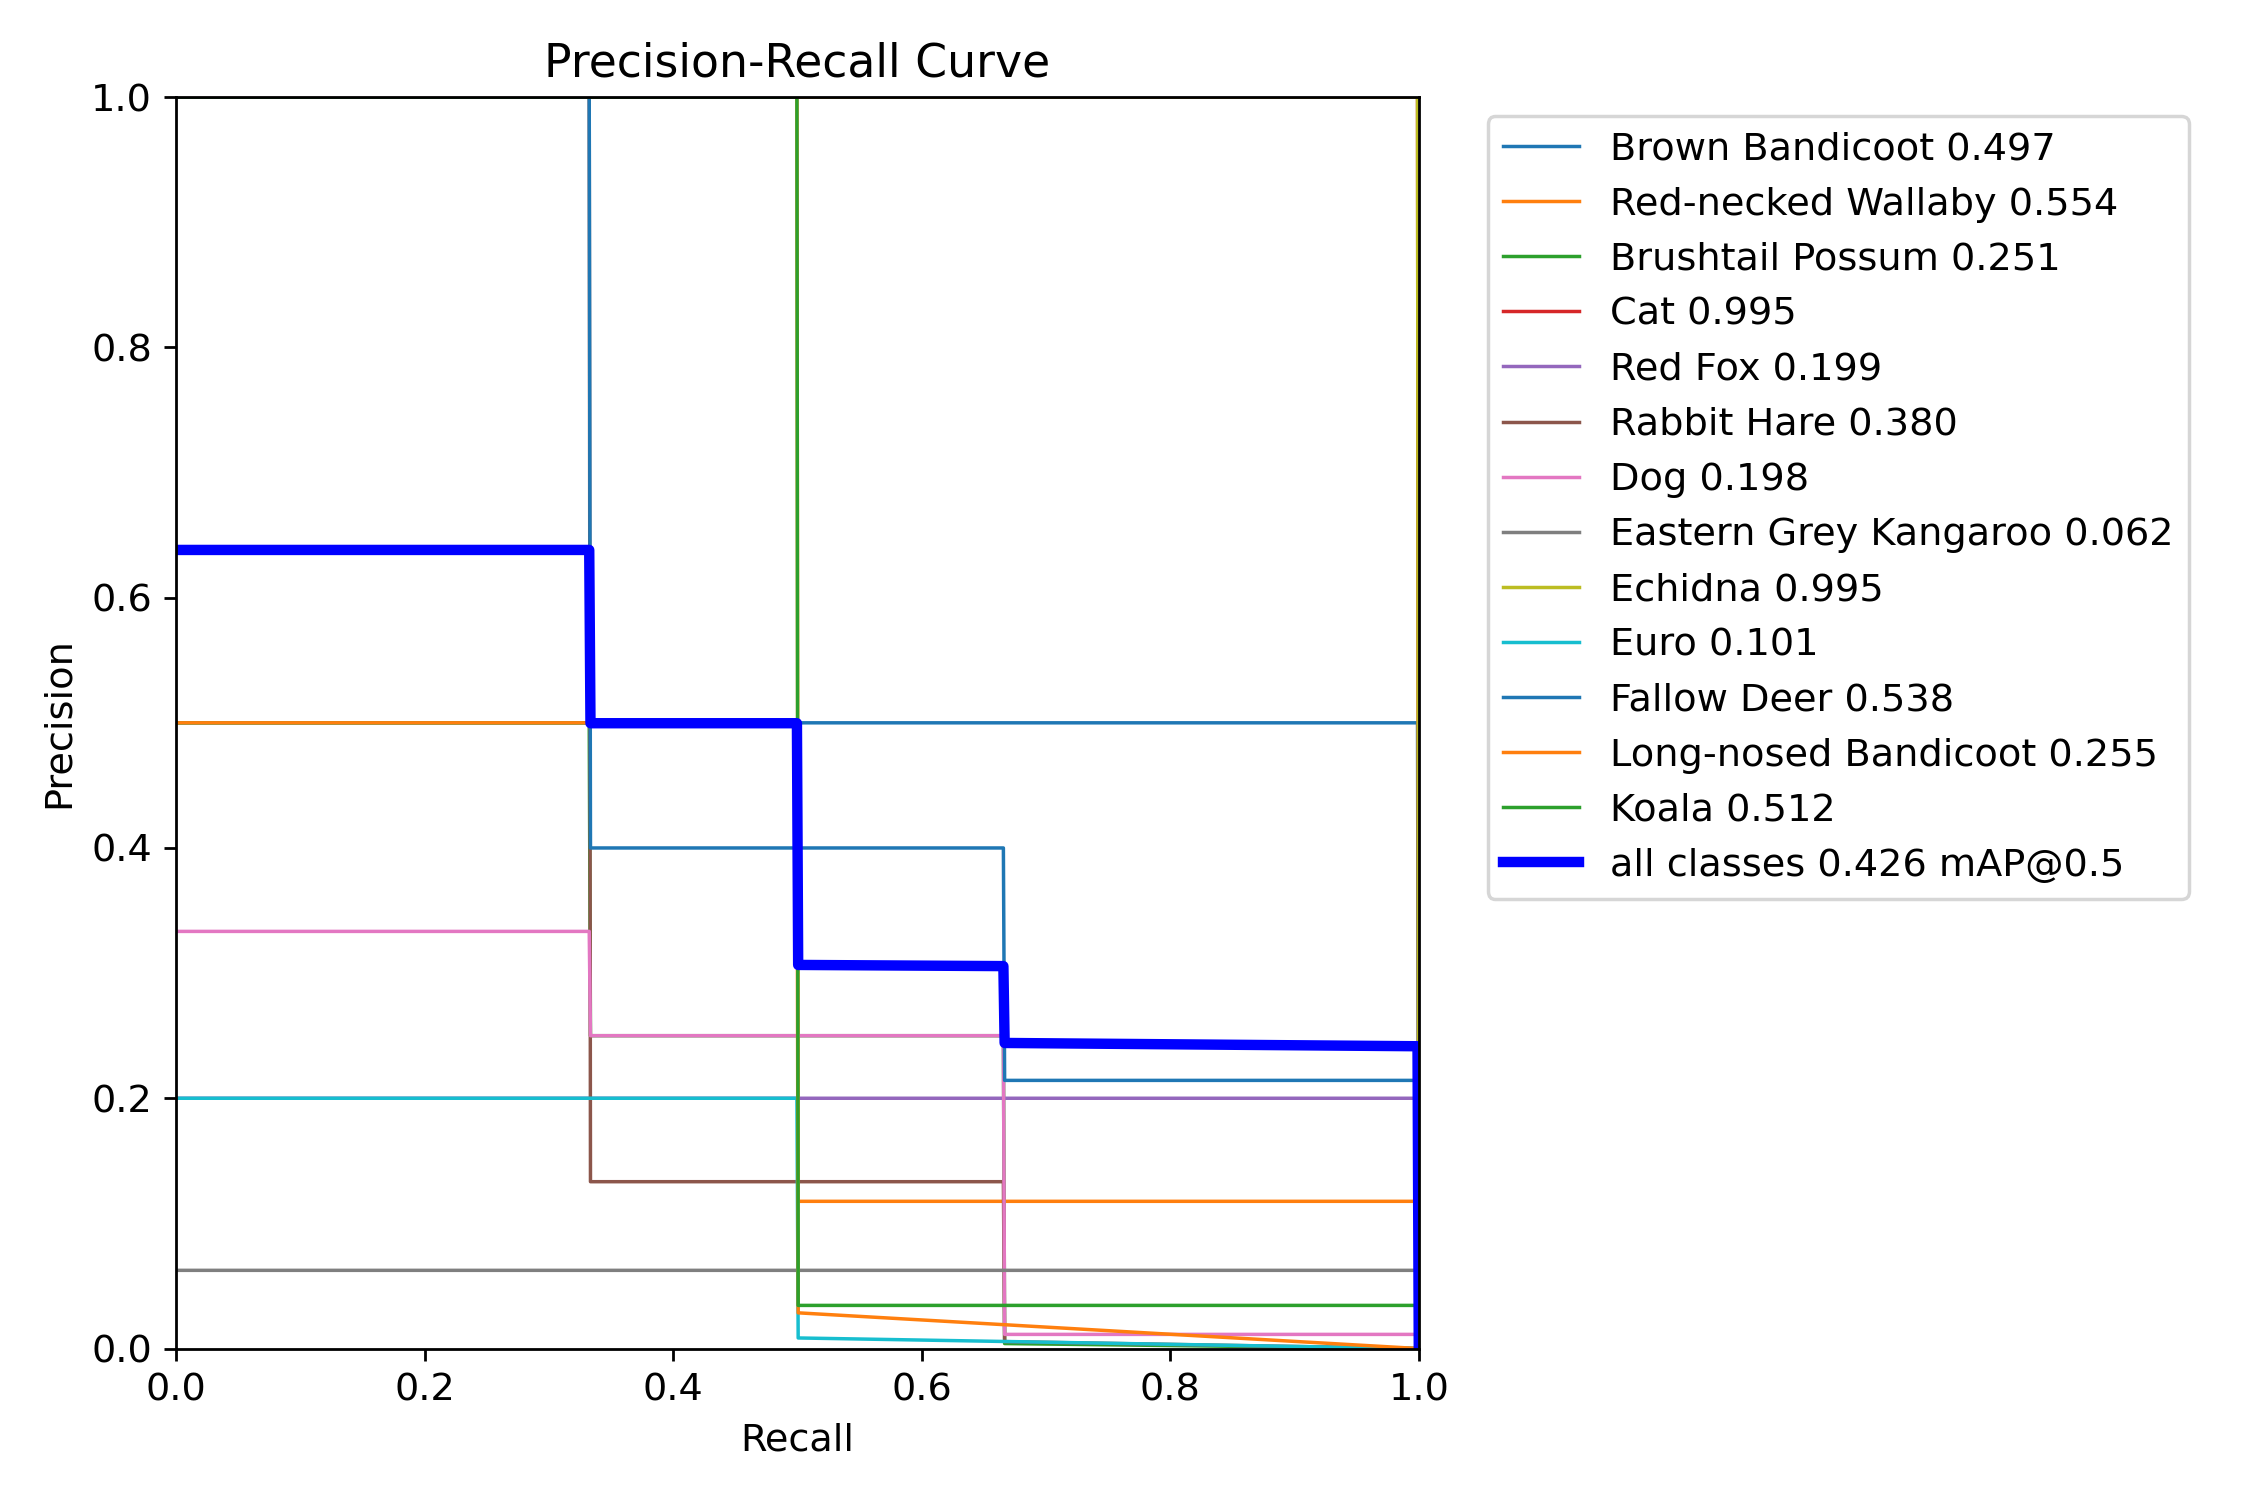 Precision-Recall Curve
1.0
0.8
0.6
0.4
0.2
0.0
Precision
0.0 0.2 0.4 0.6 0.8 1.0
Recall
Brown Bandicoot 0.497
Red-necked Wallaby 0.554
Brushtail Possum 0.251
Cat 0.995
Red Fox 0.199
Rabbit Hare 0.380
Dog 0.198
Eastern Grey Kangaroo 0.062
Echidna 0.995
Euro 0.101
Fallow Deer 0.538
Long-nosed Bandicoot 0.255
Koala 0.512
all classes 0.426 mAP@0.5